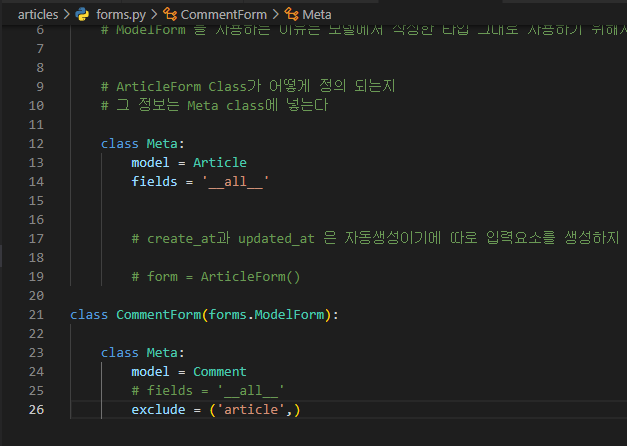 articles > forms.py > CommentForm > Meta
6 # ModelForm 을 사용하는 이유는 모델에서 작성한 타입 그대로 사용하기 위해서
7
8
9 # ArticleForm Class가 어떻게 정의 되는지
10 # 그 정보는 Meta class에 넣는다
11
12 class Meta:
13 model = Article
14 fields = '__all__'
15
16
17 # create_at과 updated_at 은 자동생성이기에 따로 입력요소를 생성하지
18
19 # form = ArticleForm()
20
21 class CommentForm(forms.ModelForm):
22
23 class Meta:
24 model = Comment
25 # fields = '__all__'
26 exclude = ('article',)